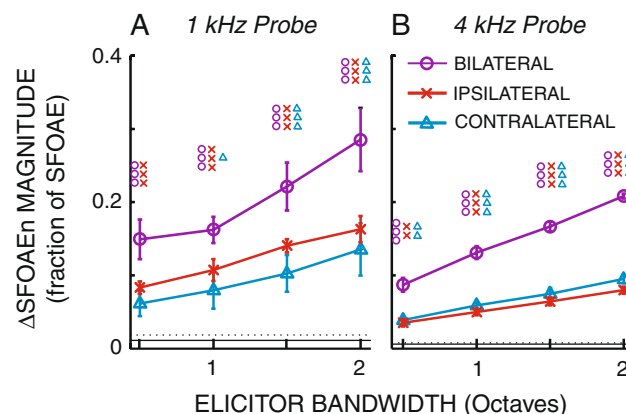 A 1 kHz Probe
B 4 kHz Probe
0.4
0.2
0
ΔSFOAEn MAGNITUDE
(fraction of SFOAE)
BILATERAL
IPSILATERAL
CONTRALATERAL
1 2
1 2
ELICITOR BANDWIDTH (Octaves)